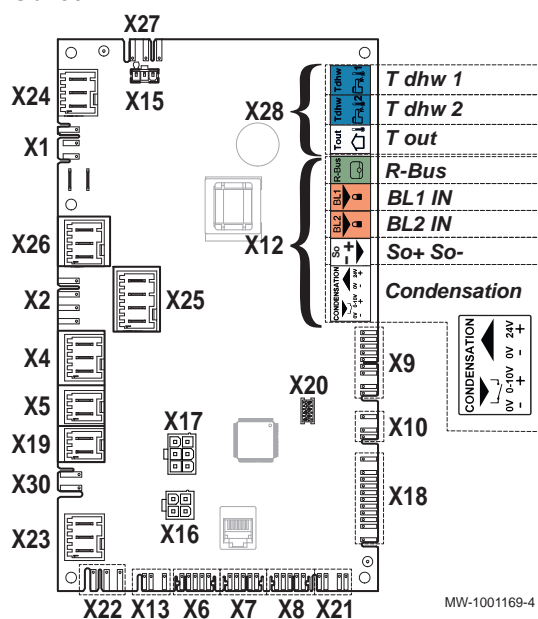 X27
X24
X15
X1
X28
Tdhw 1
T dhw 1
Tdhw 2
T dhw 2
Tout
T out
R-Bus
R-Bus
BL1
BL1 IN
BL2
BL2 IN
X12
So
- +
So+ So-
CONDENSATION
0V 0-10V 0V 24V
- + - +
Condensation
X26
X2
X25
X4
X5
X19
X30
X23
X17
X16
X20
X9
X10
X18
CONDENSATION
0V 0-10V 0V 24V
- + - +
X22
X13
X6
X7
X8
X21
MW-1001169-4